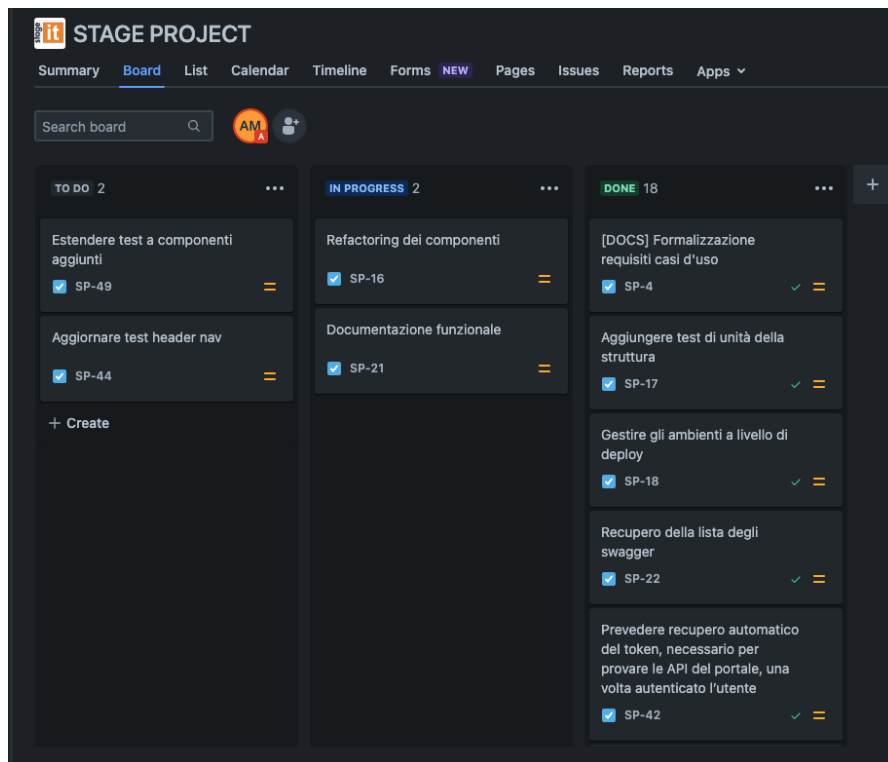 stage it STAGE PROJECT
Summary Board List Calendar Timeline Forms NEW Pages Issues Reports Apps
Search board
AM
A
TO DO 2
Estendere test a componenti
aggiunti
SP-49
Aggiornare test header nav
SP-44
+ Create
IN PROGRESS 2
Refactoring dei componenti
SP-16
Documentazione funzionale
SP-21
DONE 18
[DOCS] Formalizzazione
requisiti casi d'uso
SP-4
Aggiungere test di unità della
struttura
SP-17
Gestire gli ambienti a livello di
deploy
SP-18
Recupero della lista degli
swagger
SP-22
Prevedere recupero automatico
del token, necessario per
provare le API del portale, una
volta autenticato l'utente
SP-42